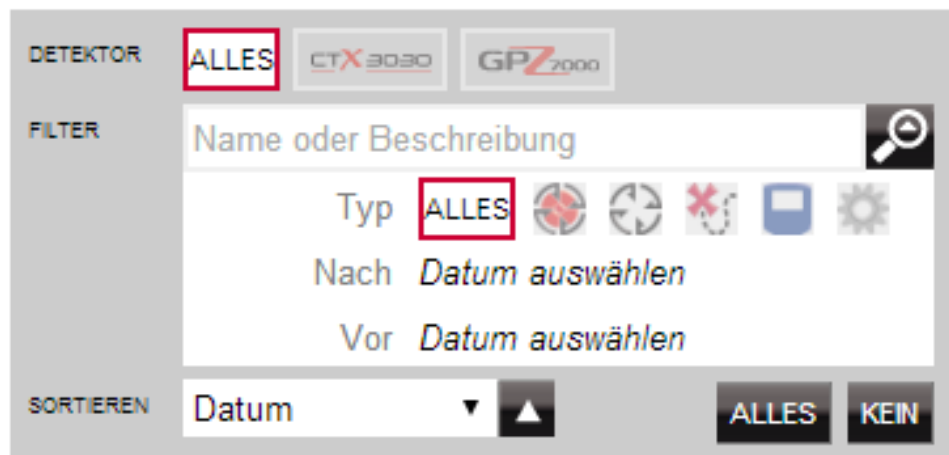 DETEKTOR ALLES CTX 3030 GPZ 7000
FILTER Name oder Beschreibung
Typ ALLES
Nach Datum auswählen
Vor Datum auswählen
SORTIEREN Datum ALLES KEIN